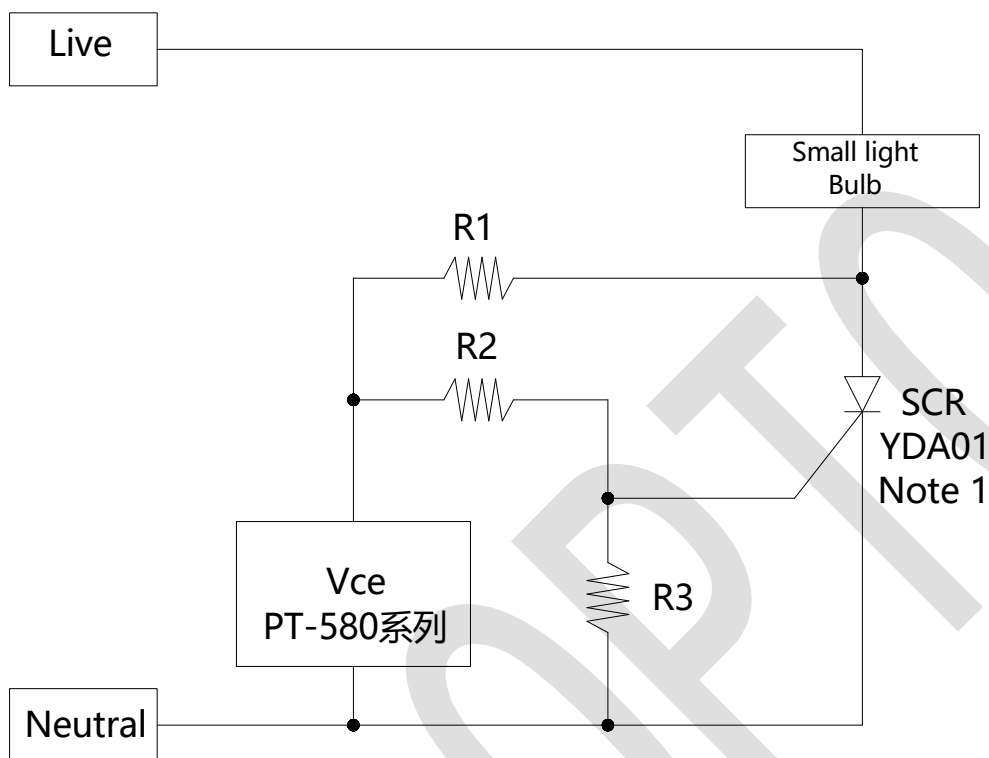 Live
Small light
Bulb
R1
R2
SCR
YDA01
Note 1
Vce
PT-580系列
R3
Neutral
OPTO